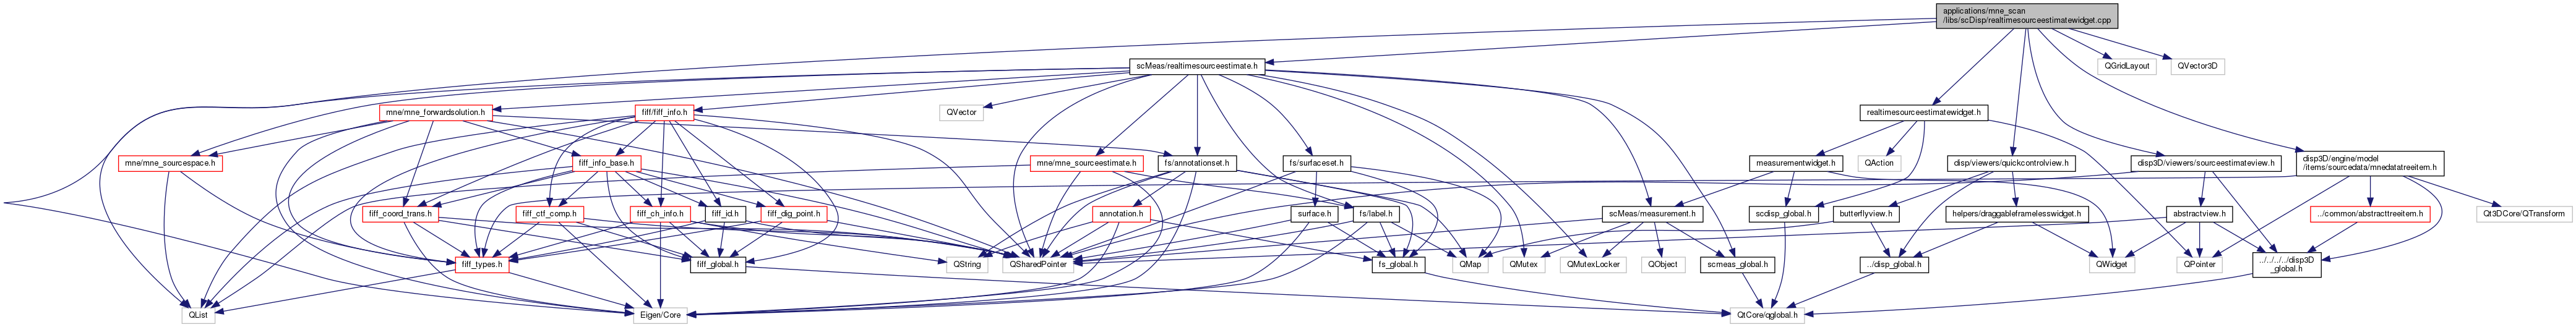 applications/mne_scan
/libs/scDisp/realtimesourceestimatewidget.cpp
scMeas/realtimesourceestimate.h
QGridLayout
QVector3D
mne/mne_forwardsolution.h
fiff/fiff_info.h
QVector
realtimesourceestimatewidget.h
mne/mne_sourcespace.h
fiff_info_base.h
mne/mne_sourceestimate.h
fs/annotationset.h
fs/surfaceset.h
measurementwidget.h
QAction
disp/viewers/quickcontrolview.h
disp3D/viewers/sourceestimateview.h
disp3D/engine/model
/items/sourcedata/mnedatatreeitem.h
fiff_coord_trans.h
fiff_ctf_comp.h
fiff_ch_info.h
fiff_id.h
fiff_dig_point.h
annotation.h
surface.h
fs/label.h
scMeas/measurement.h
scdisp_global.h
butterflyview.h
helpers/draggableframelesswidget.h
abstractview.h
../common/abstracttreeitem.h
Qt3DCore/QTransform
fiff_types.h
fiff_global.h
QString
QSharedPointer
fs_global.h
QMap
QMutex
QMutexLocker
QObject
scmeas_global.h
../disp_global.h
QWidget
QPointer
../../../../disp3D
_global.h
QList
Eigen/Core
QtCore/qglobal.h